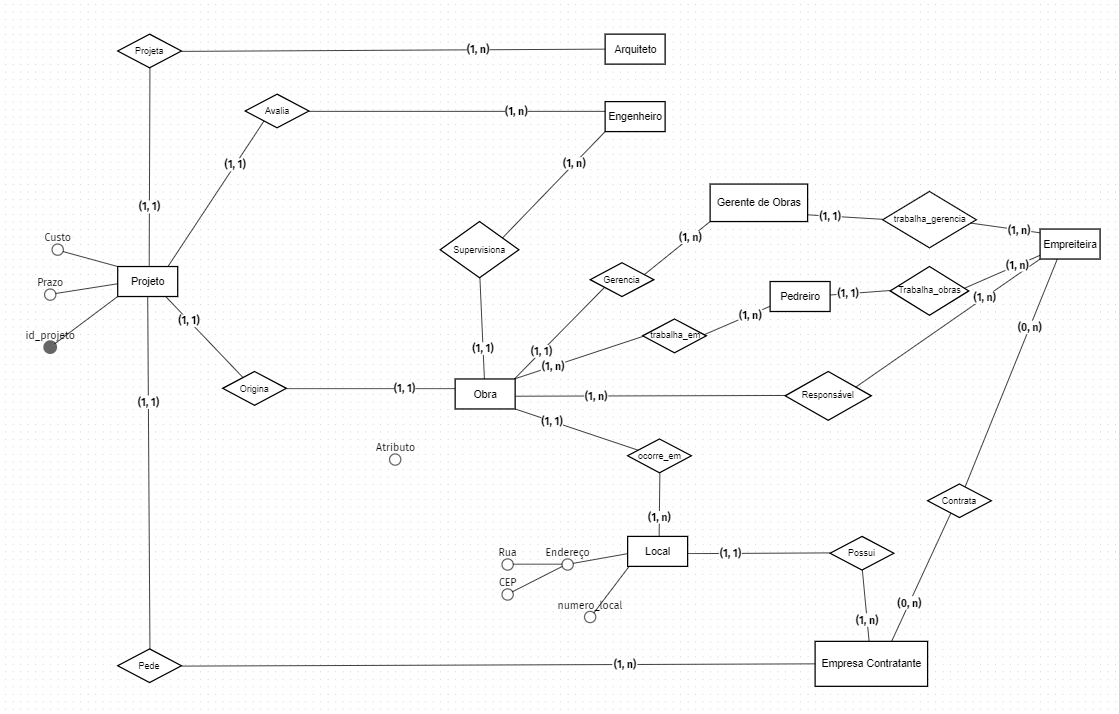 Projeta
(1, n)
Arquiteto
Avalia
(1, n)
Engenheiro
(1, 1)
(1, n)
(1, 1)
Gerente de Obras
(1, 1)
trabalha_gerencia
(1, n)
Empreiteira
Custo
Supervisiona
(1, n)
Prazo
Projeto
Gerencia
Pedreiro
(1, 1)
Trabalha_obras
(1, n)
(1, n)
id_projeto
(1, 1)
(1, 1)
(1, 1)
trabalha_em
(1, n)
(0, n)
(1, n)
Origina
(1, 1)
Obra
(1, n)
Responsável
(1, 1)
(1, 1)
Atributo
ocorre_em
Contrata
(1, n)
Rua
Endereço
Local
(1, 1)
Possui
CEP
numero_local
(0, n)
(1, n)
Pede
(1, n)
Empresa Contratante